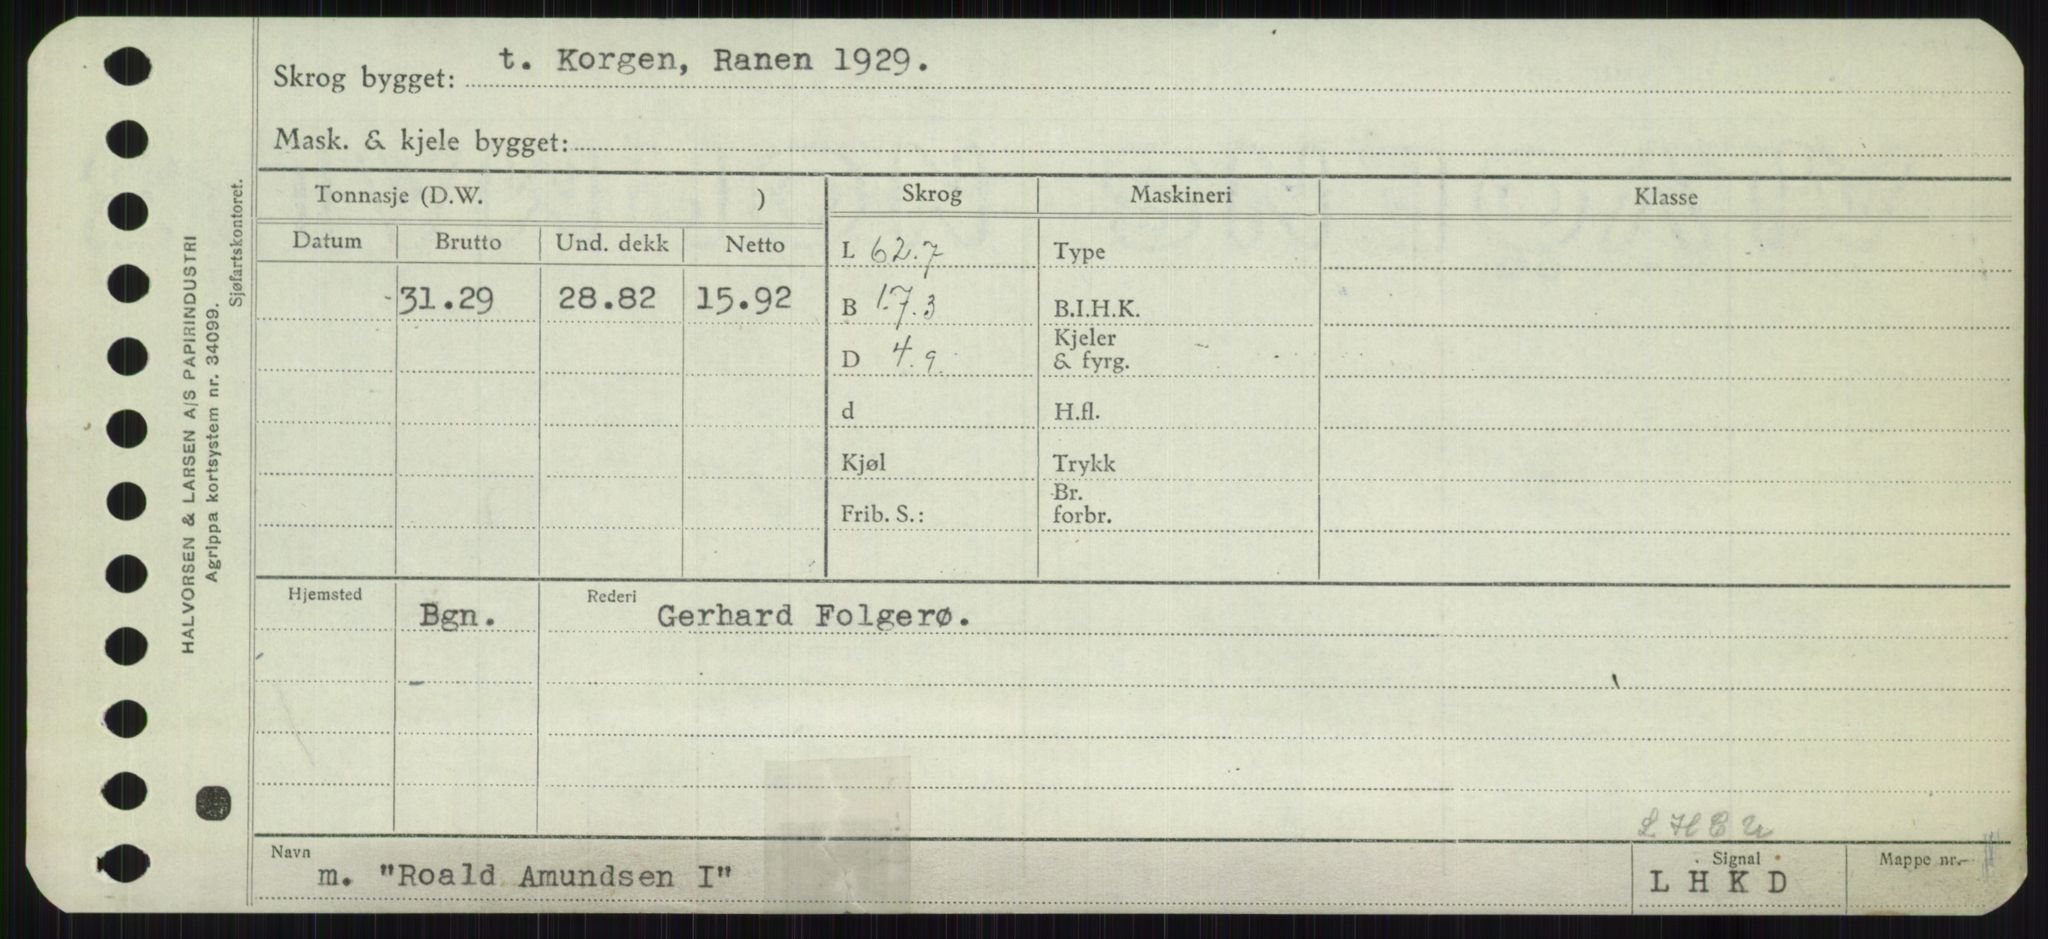 Skrog bygget: t. Korgen, Ranen 1929.
Mask. & kjele bygget:
Tonnasje (D.W. )
Skrog
Maskineri
Klasse
Datum
Brutto
Und. dekk
Netto
31.29
28.82
15.92
L 62.7
B 17.3
D 4.9
d
Kjøl
Frib. S.:
Type
B.I.H.K.
Kjeler
& fyrg.
H.fl.
Trykk
Br.
forbr.
Hjemsted
Bgn.
Rederi
Gerhard Folgerø.
Navn
m. "Roald Amundsen I"
Signal
L H K D
Mappe nr.
HALVORSEN & LARSEN A/S PAPIRINDUSTRI
Agrippa kortsystem nr. 34099.
Sjøfartskontoret.